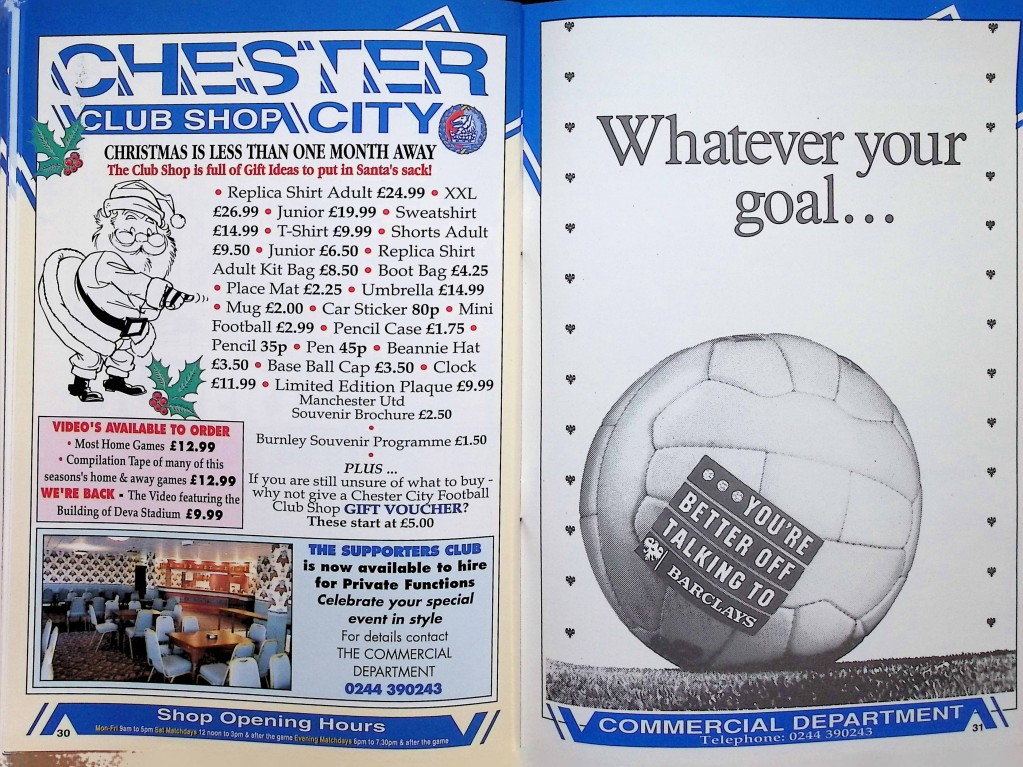 CHESTER
CLUB SHOP CITY
CHRISTMAS IS LESS THAN ONE MONTH AWAY
The Club Shop is full of Gift Ideas to put in Santa's sack!
• Replica Shirt Adult £24.99 • XXL
£26.99 • Junior £19.99 • Sweatshirt
£14.99 • T-Shirt £9.99 • Shorts Adult
£9.50 • Junior £6.50 • Replica Shirt
Adult Kit Bag £8.50 • Boot Bag £4.25
• Place Mat £2.25 • Umbrella £14.99
• Mug £2.00 • Car Sticker 80p • Mini
Football £2.99 • Pencil Case £1.75 •
Pencil 35p • Pen 45p • Beannie Hat
£3.50 • Base Ball Cap £3.50 • Clock
£11.99 • Limited Edition Plaque £9.99
Manchester Utd
Souvenir Brochure £2.50
•
Burnley Souvenir Programme £1.50
•
PLUS ...
If you are still unsure of what to buy -
why not give a Chester City Football
Club Shop GIFT VOUCHER?
These start at £5.00
VIDEO'S AVAILABLE TO ORDER
• Most Home Games £12.99
• Compilation Tape of many of this
seasons's home & away games £12.99
WE'RE BACK - The Video featuring the
Building of Deva Stadium £9.99
THE SUPPORTERS CLUB
is now available to hire
for Private Functions
Celebrate your special
event in style
For details contact
THE COMMERCIAL
DEPARTMENT
0244 390243
Shop Opening Hours
Mon-Fri 9am to 5pm Sat Matchdays 12 noon to 3pm & after the game Evening Matchdays 6pm to 7.30pm & after the game
30
Whatever your
goal...
YOU'RE
BETTER OFF
TALKING TO
BARCLAYS
COMMERCIAL DEPARTMENT
Telephone: 0244 390243
31